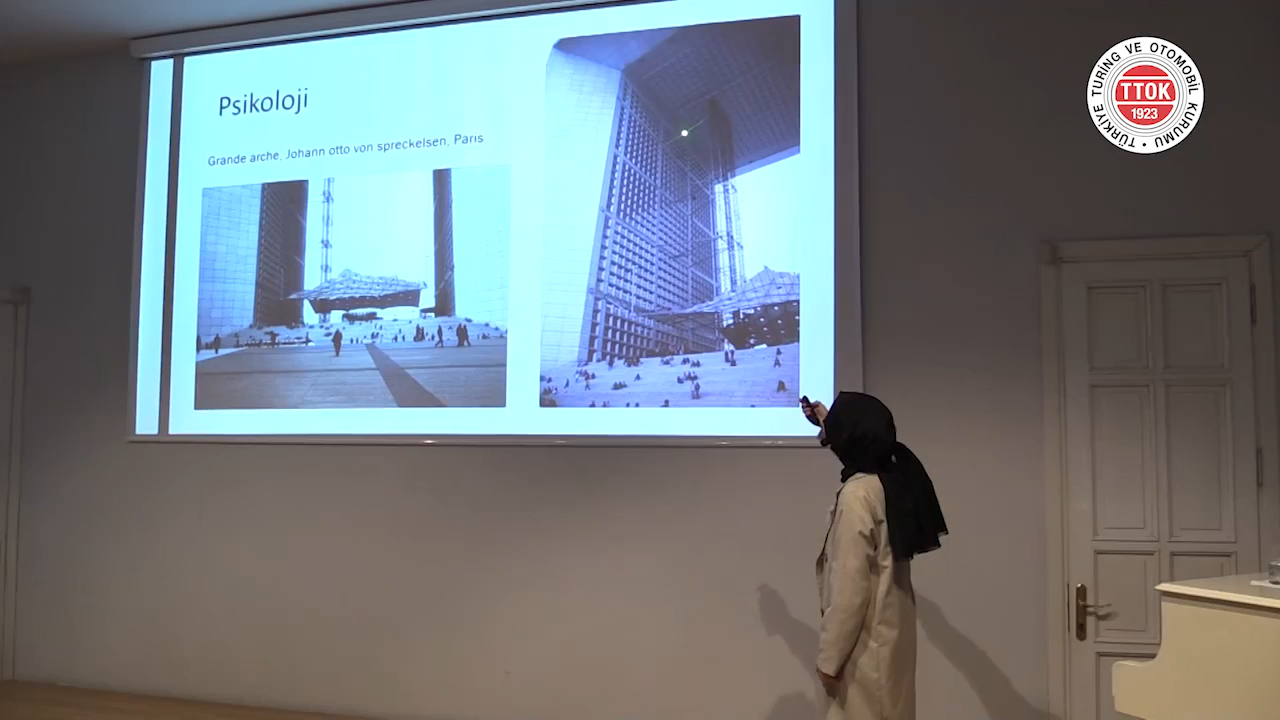 Psikoloji
Grande arche, Johann otto von spreckelsen, Paris
TÜRKİYE TURİNG VE OTOMOBİL KURUMU
TTOK
1923